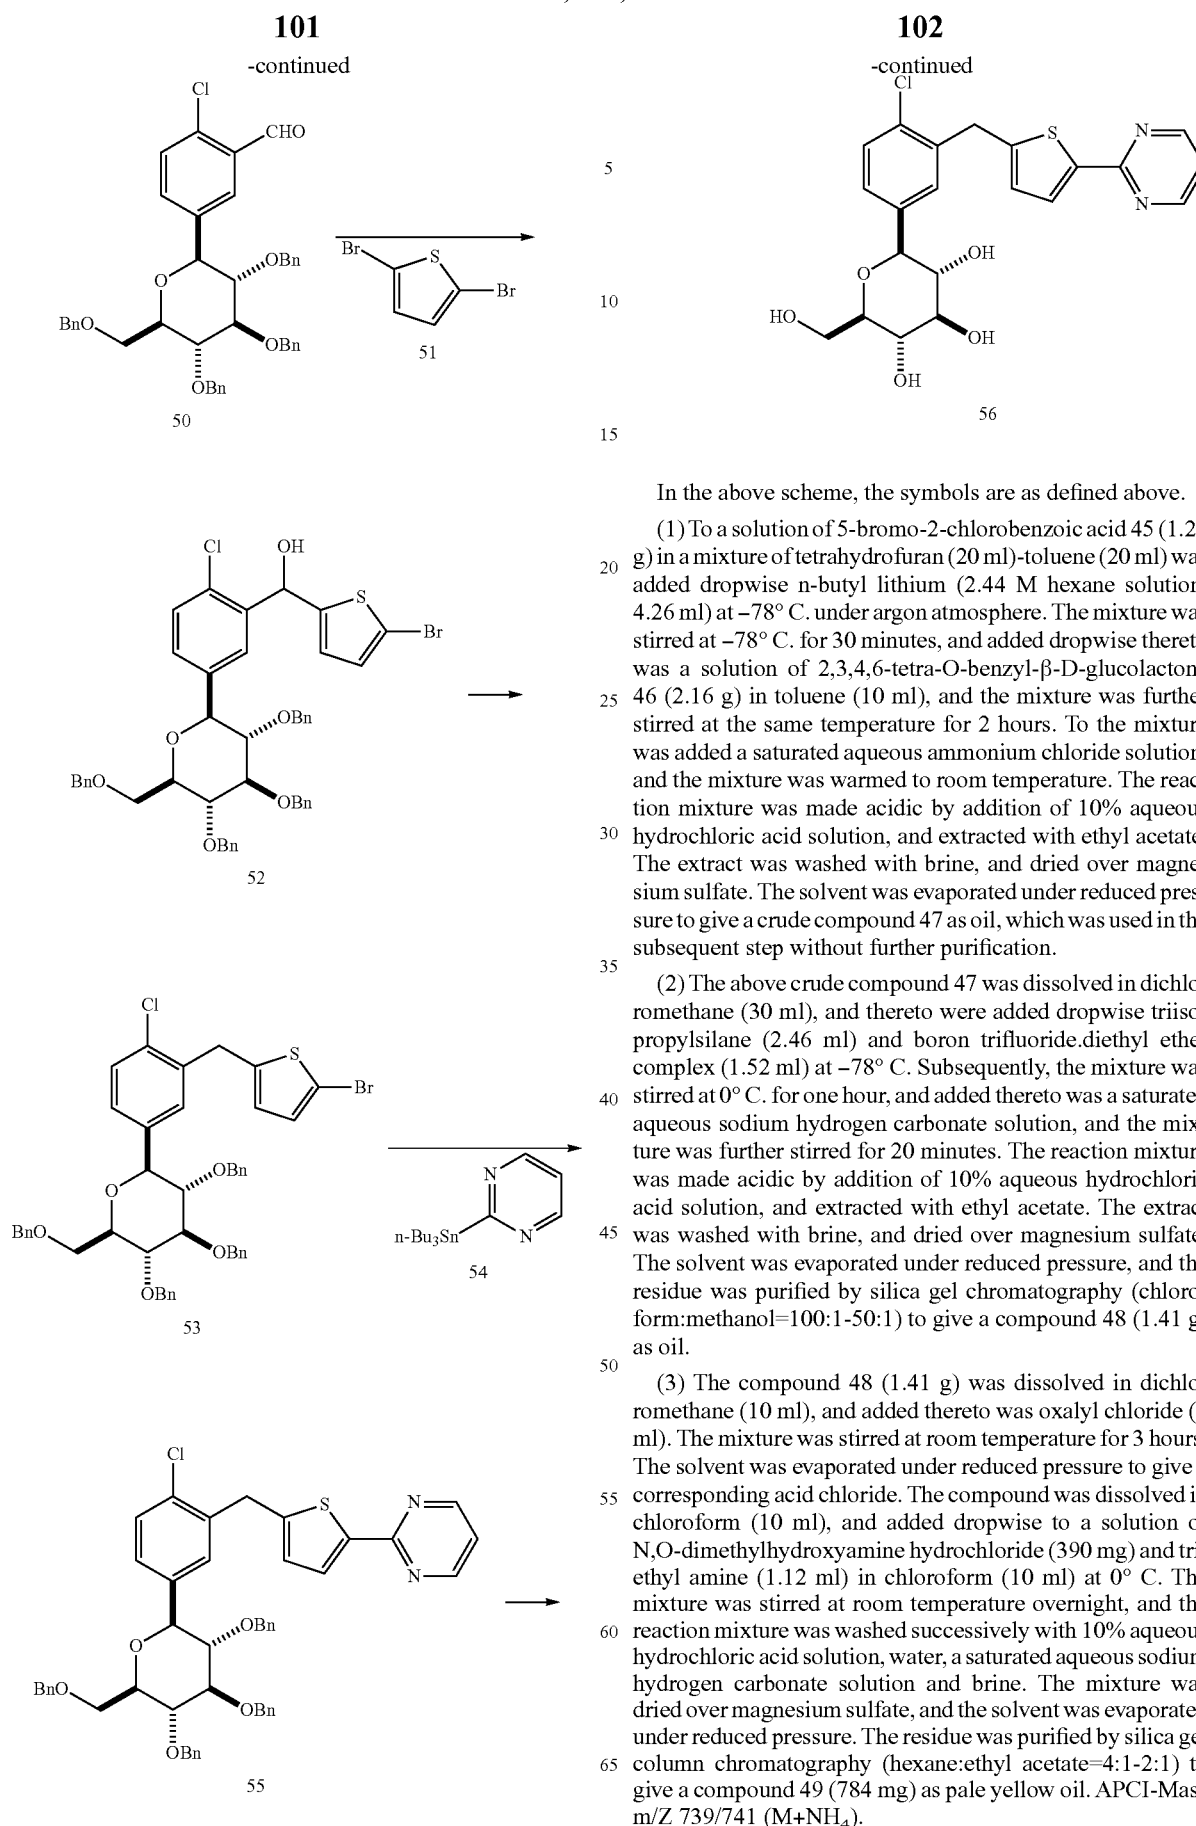 101
-continued
Cl
CHO
O
OBn
BnO
OBn
OBn
50
Br
S
Br
51
Cl
OH
S
Br
O
OBn
BnO
OBn
OBn
52
Cl
S
Br
O
OBn
BnO
OBn
OBn
53
N
N
n-Bu3Sn
54
Cl
S
N
N
O
OBn
BnO
OBn
OBn
55
5
10
15
20
25
30
35
40
45
50
55
60
65
102
-continued
Cl
S
N
N
O
OH
HO
OH
OH
56
In the above scheme, the symbols are as defined above.
(1) To a solution of 5-bromo-2-chlorobenzoic acid 45 (1.2
g) in a mixture of tetrahydrofuran (20 ml)-toluene (20 ml) wa
added dropwise n-butyl lithium (2.44 M hexane solution
4.26 ml) at –78° C. under argon atmosphere. The mixture wa
stirred at –78° C. for 30 minutes, and added dropwise theret
was a solution of 2,3,4,6-tetra-O-benzyl-β-D-glucolacton
46 (2.16 g) in toluene (10 ml), and the mixture was furthe
stirred at the same temperature for 2 hours. To the mixtur
was added a saturated aqueous ammonium chloride solution
and the mixture was warmed to room temperature. The reac
tion mixture was made acidic by addition of 10% aqueou
hydrochloric acid solution, and extracted with ethyl acetate
The extract was washed with brine, and dried over magne
sium sulfate. The solvent was evaporated under reduced pres
sure to give a crude compound 47 as oil, which was used in th
subsequent step without further purification.
(2) The above crude compound 47 was dissolved in dichlo
romethane (30 ml), and thereto were added dropwise triiso
propylsilane (2.46 ml) and boron trifluoride.diethyl ethe
complex (1.52 ml) at –78° C. Subsequently, the mixture wa
stirred at 0° C. for one hour, and added thereto was a saturate
aqueous sodium hydrogen carbonate solution, and the mix
ture was further stirred for 20 minutes. The reaction mixtur
was made acidic by addition of 10% aqueous hydrochlori
acid solution, and extracted with ethyl acetate. The extrac
was washed with brine, and dried over magnesium sulfate
The solvent was evaporated under reduced pressure, and th
residue was purified by silica gel chromatography (chloro
form:methanol=100:1-50:1) to give a compound 48 (1.41 g
as oil.
(3) The compound 48 (1.41 g) was dissolved in dichlo
romethane (10 ml), and added thereto was oxalyl chloride (
ml). The mixture was stirred at room temperature for 3 hours
The solvent was evaporated under reduced pressure to give
corresponding acid chloride. The compound was dissolved i
chloroform (10 ml), and added dropwise to a solution o
N,O-dimethylhydroxyamine hydrochloride (390 mg) and tri
ethyl amine (1.12 ml) in chloroform (10 ml) at 0° C. Th
mixture was stirred at room temperature overnight, and th
reaction mixture was washed successively with 10% aqueou
hydrochloric acid solution, water, a saturated aqueous sodium
hydrogen carbonate solution and brine. The mixture wa
dried over magnesium sulfate, and the solvent was evaporate
under reduced pressure. The residue was purified by silica ge
column chromatography (hexane:ethyl acetate=4:1-2:1) t
give a compound 49 (784 mg) as pale yellow oil. APCI-Mas
m/Z 739/741 (M+NH4).